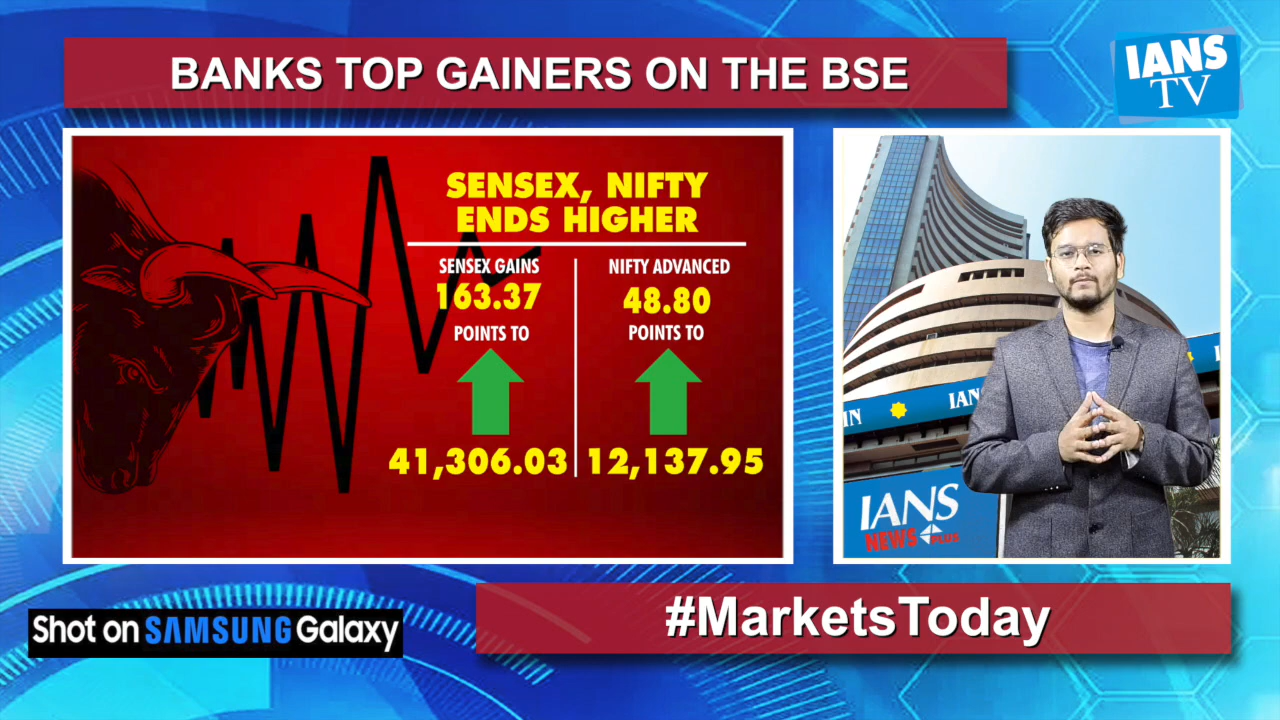 BANKS TOP GAINERS ON THE BSE
IANS
TV
SENSEX, NIFTY
ENDS HIGHER
SENSEX GAINS
163.37
POINTS TO
41,306.03
NIFTY ADVANCED
48.80
POINTS TO
12,137.95
IN
IAN
I
IANS
NEWS PLUS
Shot on SAMSUNG Galaxy
#MarketsToday